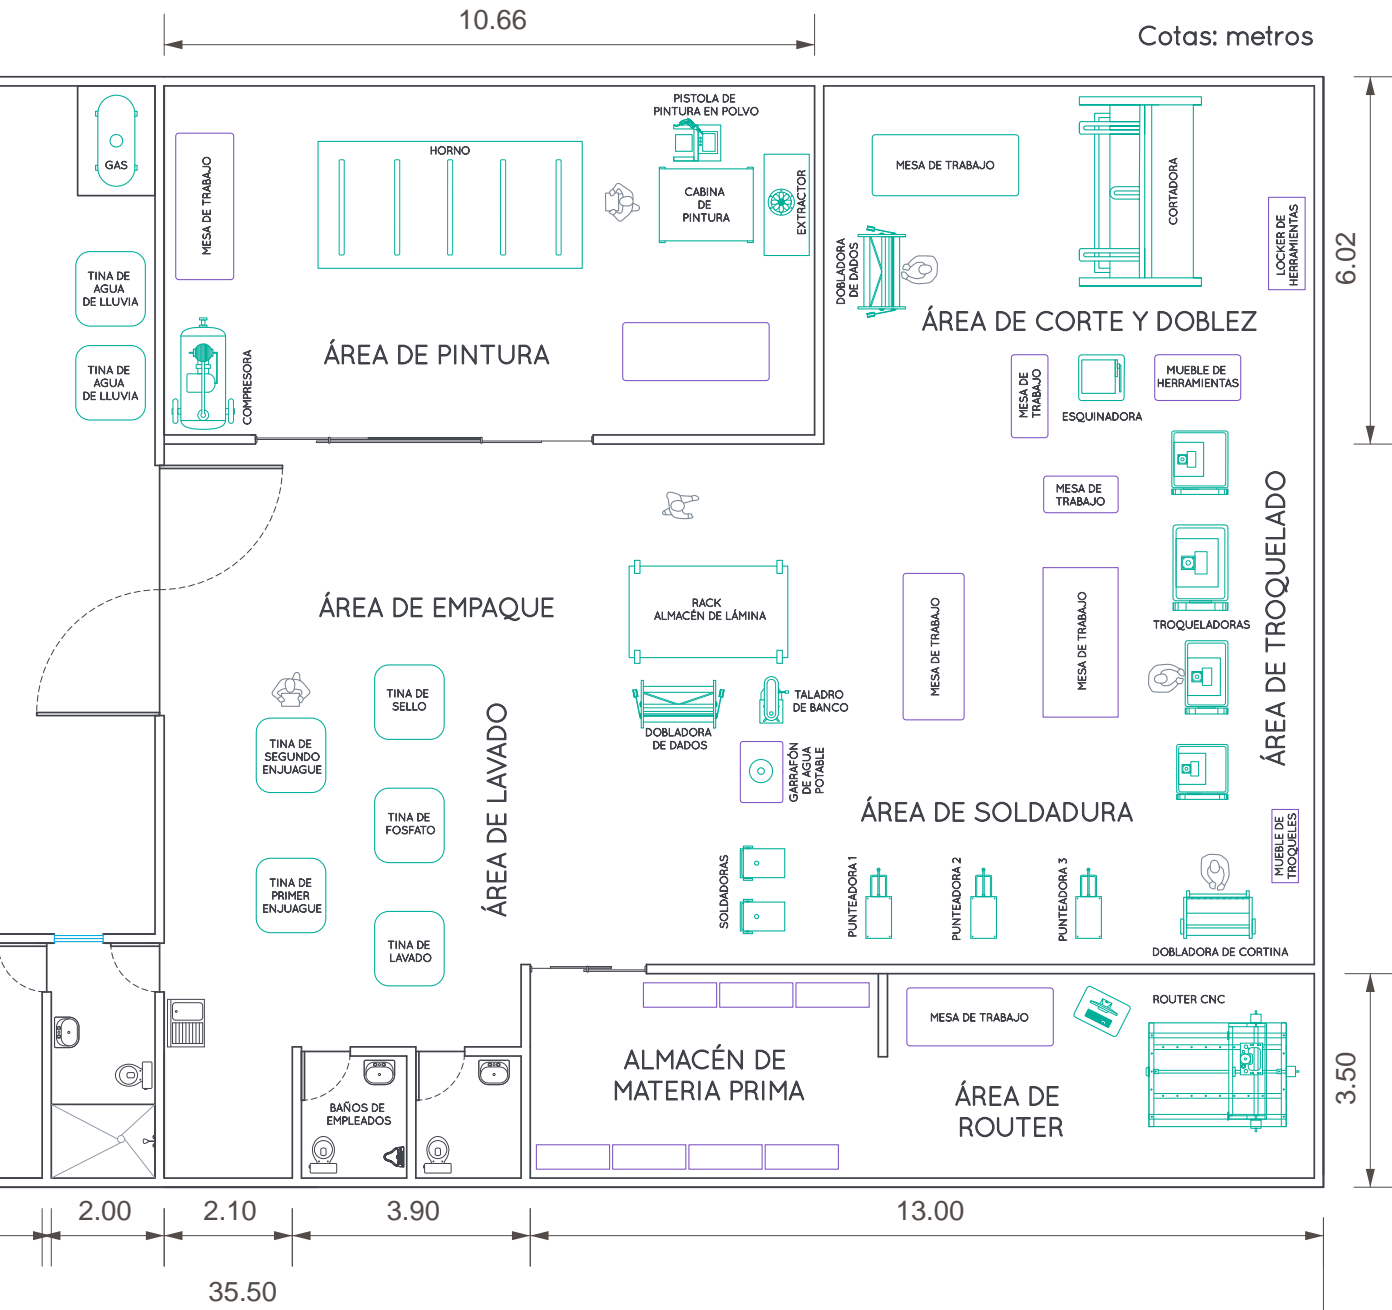 10.66
Cotas: metros
GAS
MESA DE TRABAJO
HORNO
PISTOLA DE
PINTURA EN POLVO
CABINA
DE
PINTURA
EXTRACTOR
MESA DE TRABAJO
CORTADORA
LOCKER DE
HERRAMIENTAS
6.02
TINA DE
AGUA
DE LLUVIA
DOBLADORA
DE DADOS
ÁREA DE CORTE Y DOBLEZ
TINA DE
AGUA
DE LLUVIA
COMPRESORA
ÁREA DE PINTURA
MESA DE
TRABAJO
ESQUINADORA
MUEBLE DE
HERRAMIENTAS
MESA DE
TRABAJO
ÁREA DE TROQUELADO
ÁREA DE EMPAQUE
RACK
ALMACÉN DE LÁMINA
MESA DE TRABAJO
MESA DE TRABAJO
TROQUELADORAS
TINA DE
SELLO
TALADRO
DE BANCO
DOBLADORA
DE DADOS
TINA DE
SEGUNDO
ENJUAGUE
ÁREA DE LAVADO
GARRAFÓN
DE AGUA
POTABLE
TINA DE
FOSFATO
ÁREA DE SOLDADURA
MUEBLE DE
TROQUELES
TINA DE
PRIMER
ENJUAGUE
SOLDADORAS
PUNTEADORA 1
PUNTEADORA 2
PUNTEADORA 3
TINA DE
LAVADO
DOBLADORA DE CORTINA
MESA DE TRABAJO
ROUTER CNC
ALMACÉN DE
MATERIA PRIMA
ÁREA DE
ROUTER
3.50
BAÑOS DE
EMPLEADOS
2.00
2.10
3.90
13.00
35.50